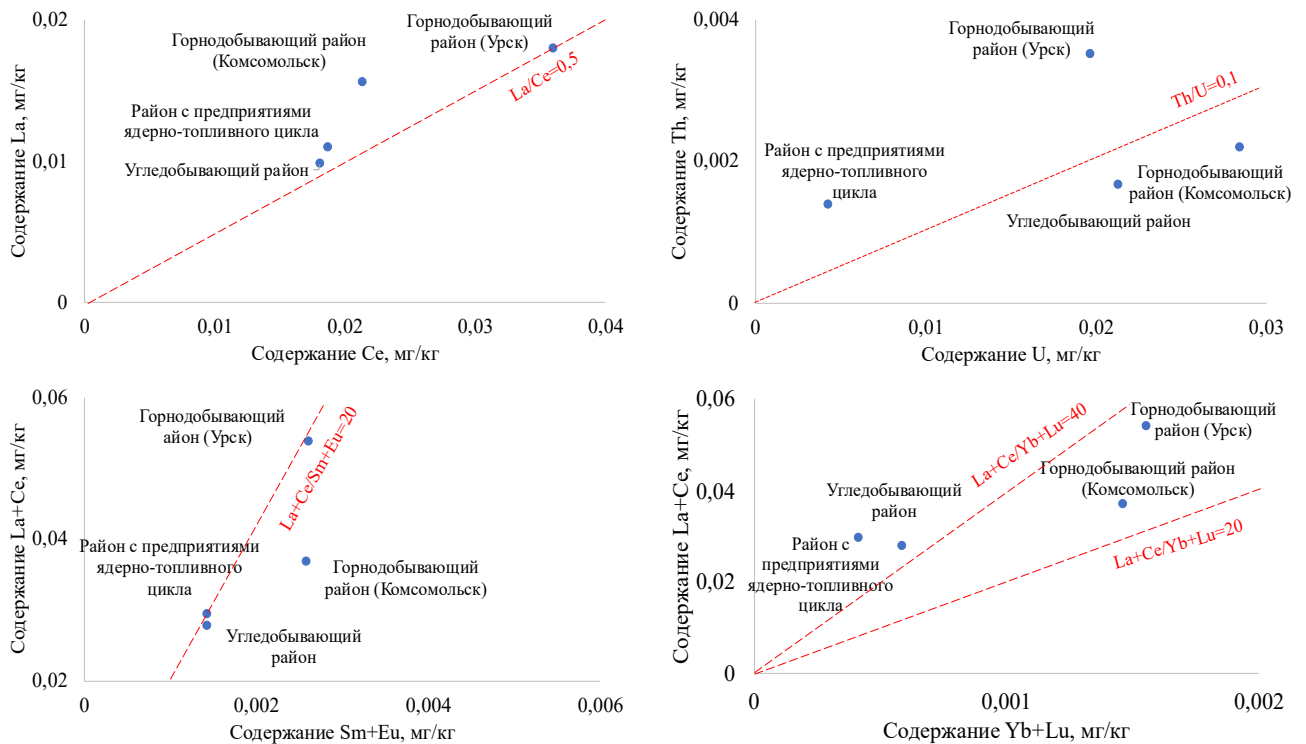 0,02
0,01
0
0
0,01
0,02
0,03
0,04
Содержание La, мг/кг
Содержание Ce, мг/кг
Горнодобывающий
район (Урск)
Горнодобывающий район
(Комсомольск)
Район с предприятиями
ядерно-топливного цикла
Угледобывающий район
La/Ce=0,5
0,004
0,002
0
0
0,01
0,02
0,03
Содержание Th, мг/кг
Содержание U, мг/кг
Горнодобывающий
район (Урск)
Th/U=0,1
Район с предприятиями
ядерно-топливного
цикла
Горнодобывающий
район (Комсомольск)
Угледобывающий район
0,06
0,04
0,02
0
0,002
0,004
0,006
Содержание La+Ce, мг/кг
Содержание Sm+Eu, мг/кг
Горнодобывающий
айон (Урск)
La+Ce/Sm+Eu=20
Район с предприятиями
ядерно-топливного
цикла
Горнодобывающий
район (Комсомольск)
Угледобывающий
район
0,06
0,04
0,02
0
0
0,001
0,002
Содержание La+Ce, мг/кг
Содержание Yb+Lu, мг/кг
La+Ce/Yb+Lu=40
Горнодобывающий
район (Урск)
Горнодобывающий район
(Комсомольск)
Угледобывающий
район
Район с
предприятиями
ядерно-топливного
цикла
La+Ce/Yb+Lu=20